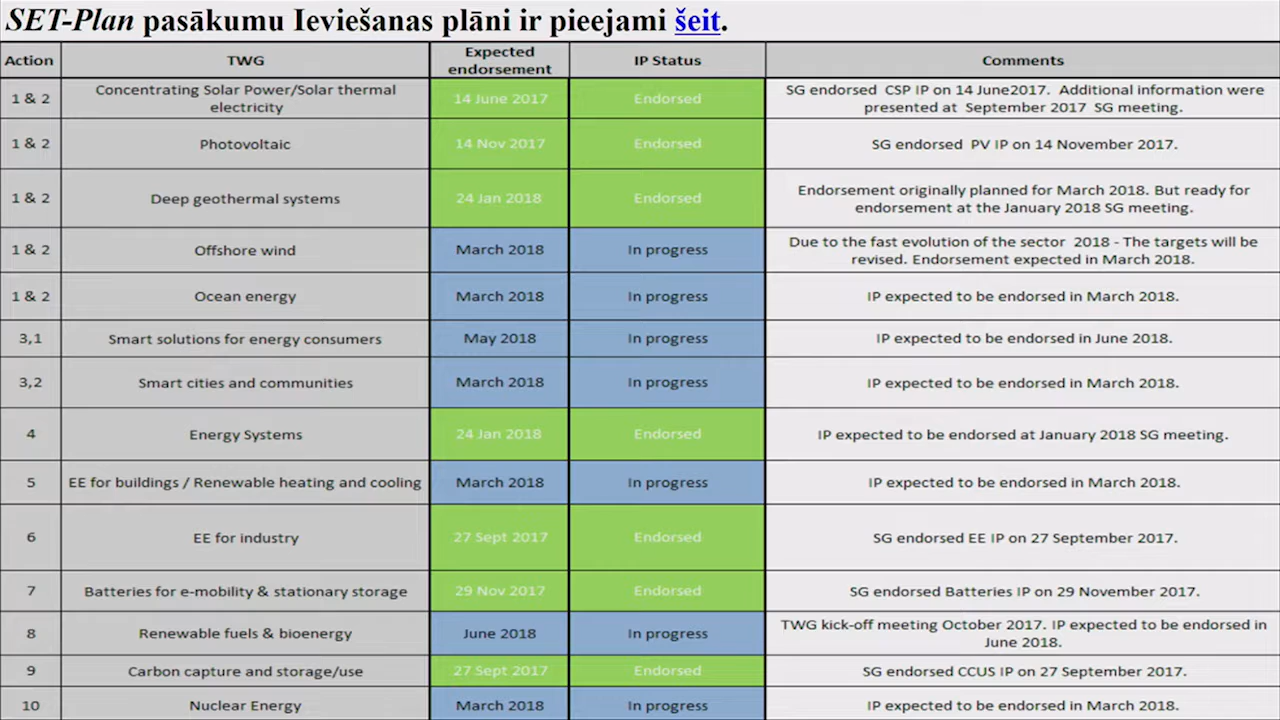 SET-Plan pasākumu Ieviešanas plāni ir pieejami šeit.
Action TWG Expected endorsement IP Status Comments
1 & 2 Concentrating Solar Power/Solar thermal electricity 14 June 2017 Endorsed SG endorsed CSP IP on 14 June2017. Additional information were presented at September 2017 SG meeting.
1 & 2 Photovoltaic 14 Nov 2017 Endorsed SG endorsed PV IP on 14 November 2017.
1 & 2 Deep geothermal systems 24 Jan 2018 Endorsed Endorsement originally planned for March 2018. But ready for endorsement at the January 2018 SG meeting.
1 & 2 Offshore wind March 2018 In progress Due to the fast evolution of the sector 2018 - The targets will be revised. Endorsement expected in March 2018.
1 & 2 Ocean energy March 2018 In progress IP expected to be endorsed in March 2018.
3,1 Smart solutions for energy consumers May 2018 In progress IP expected to be endorsed in June 2018.
3,2 Smart cities and communities March 2018 In progress IP expected to be endorsed in March 2018.
4 Energy Systems 24 Jan 2018 Endorsed IP expected to be endorsed at January 2018 SG meeting.
5 EE for buildings / Renewable heating and cooling March 2018 In progress IP expected to be endorsed in March 2018.
6 EE for industry 27 Sept 2017 Endorsed SG endorsed EE IP on 27 September 2017.
7 Batteries for e-mobility & stationary storage 29 Nov 2017 Endorsed SG endorsed Batteries IP on 29 November 2017.
8 Renewable fuels & bioenergy June 2018 In progress TWG kick-off meeting October 2017. IP expected to be endorsed in June 2018.
9 Carbon capture and storage/use 27 Sept 2017 Endorsed SG endorsed CCUS IP on 27 September 2017.
10 Nuclear Energy March 2018 In progress IP expected to be endorsed in March 2018.